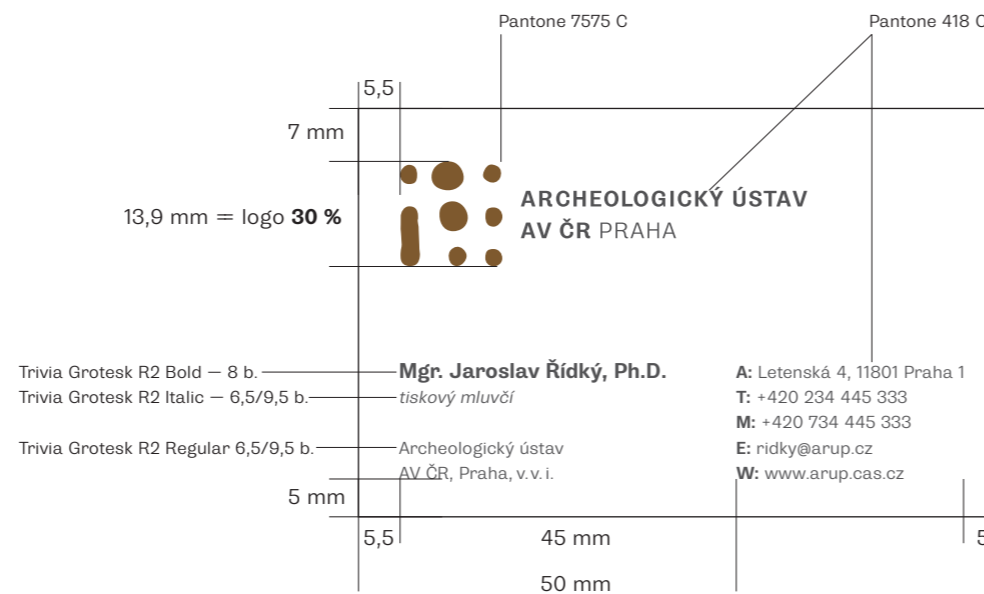 Pantone 7575 C
Pantone 418 C
5,5
7 mm
13,9 mm = logo 30 %
ARCHEOLOGICKÝ ÚSTAV
AV ČR PRAHA
Trivia Grotesk R2 Bold — 8 b.
Mgr. Jaroslav Řídký, Ph.D.
A: Letenská 4, 11801 Praha 1
Trivia Grotesk R2 Italic — 6,5/9,5 b.
tiskový mluvčí
T: +420 234 445 333
M: +420 734 445 333
Trivia Grotesk R2 Regular 6,5/9,5 b.
Archeologický ústav
E: ridky@arup.cz
AV ČR, Praha, v. v. i.
W: www.arup.cas.cz
5 mm
5,5
45 mm
50 mm